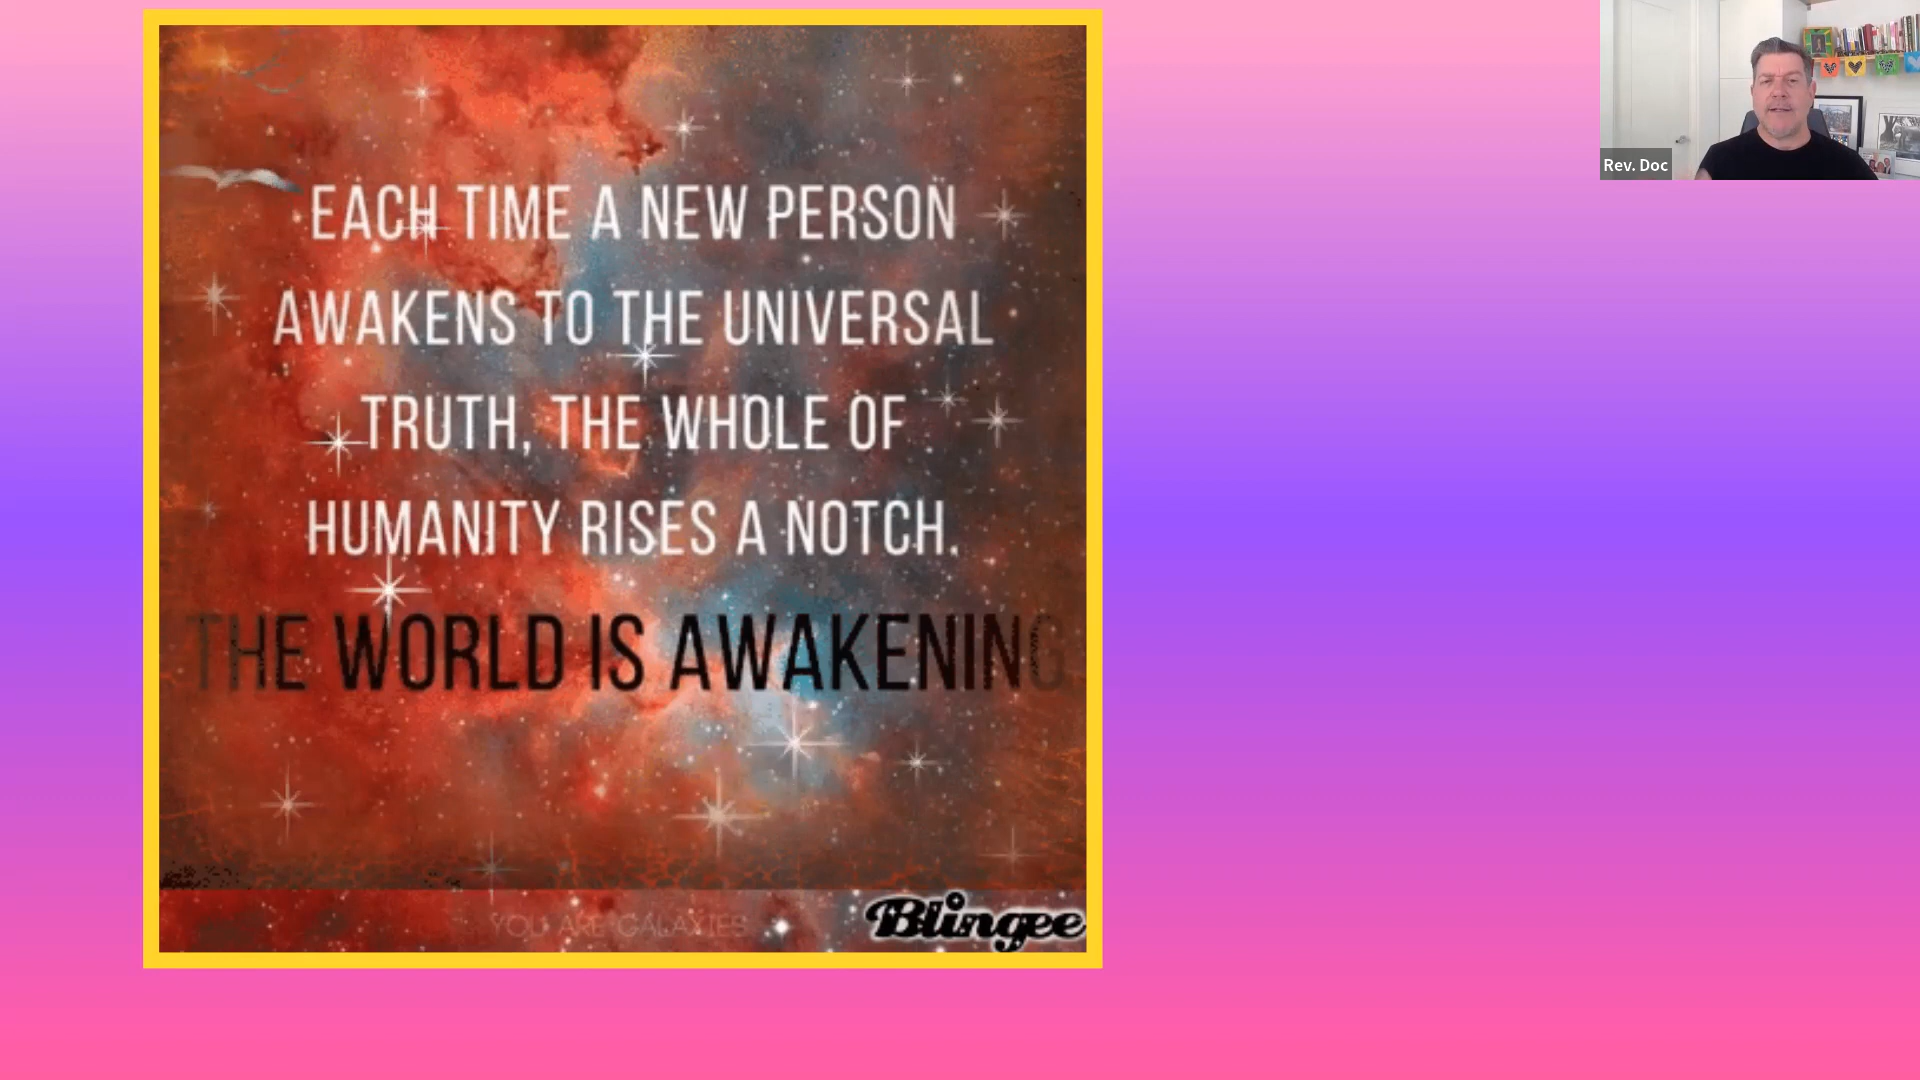 EACH TIME A NEW PERSON
AWAKENS TO THE UNIVERSAL
TRUTH, THE WHOLE OF
HUMANITY RISES A NOTCH.
THE WORLD IS AWAKENING
YOU ARE GALAXIES
Blingee
Rev. Doc